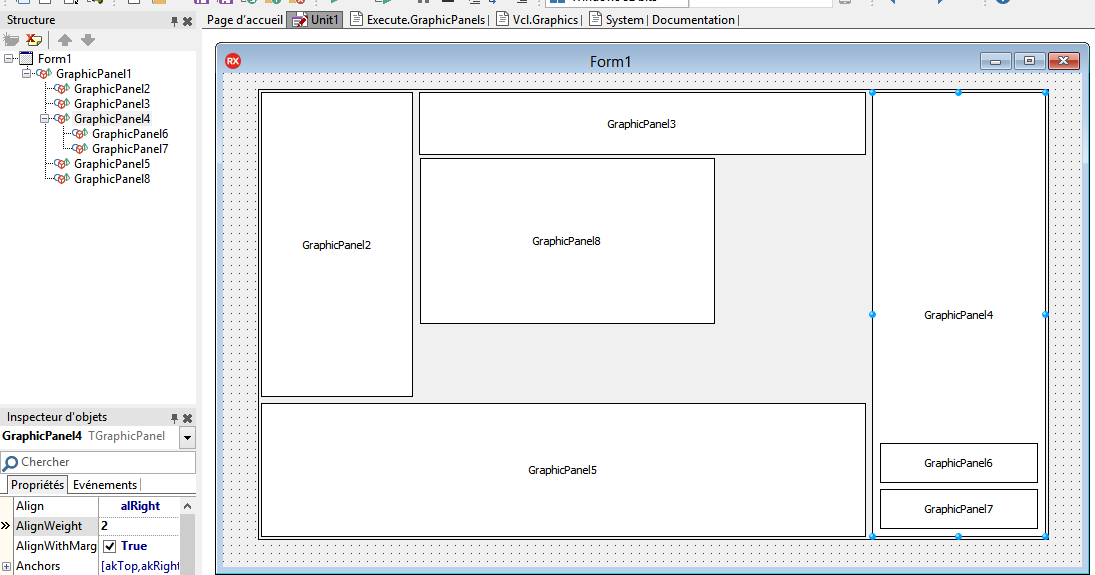 Structure
Page d'accueil
Unit1
Execute.GraphicPanels
Vcl.Graphics
System
Documentation
Form1
GraphicPanel1
GraphicPanel2
GraphicPanel3
GraphicPanel4
GraphicPanel6
GraphicPanel7
GraphicPanel5
GraphicPanel8
RX
Form1
GraphicPanel3
GraphicPanel2
GraphicPanel8
GraphicPanel4
GraphicPanel5
GraphicPanel6
GraphicPanel7
Inspecteur d'objets
GraphicPanel4 TGraphicPanel
Chercher
Propriétés Evénements
Align alRight
AlignWeight 2
AlignWithMarg True
Anchors [akTop,akRight